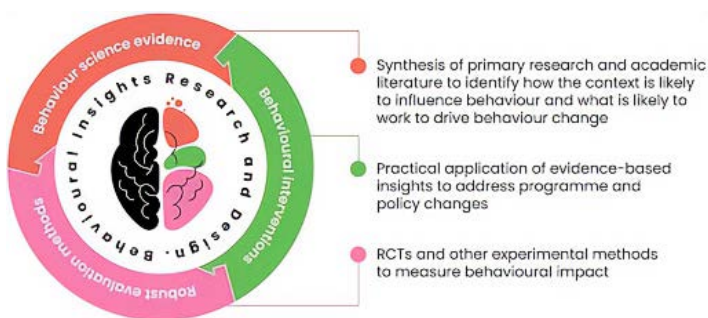 Behaviour science evidence
Behavioural interventions
Robust evaluation methods
Behavioural Insights Research and Design.
Synthesis of primary research and academic
literature to identify how the context is likely
to influence behaviour and what is likely to
work to drive behaviour change
Practical application of evidence-based
insights to address programme and
policy changes
RCTs and other experimental methods
to measure behavioural impact